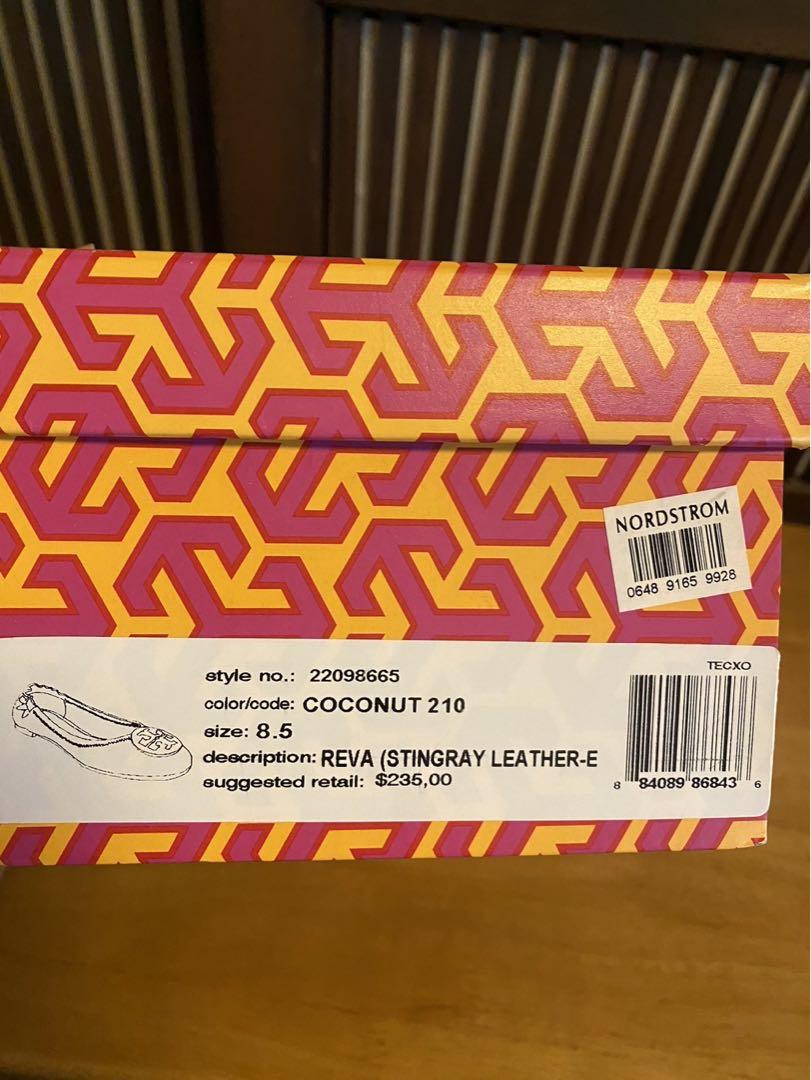 NORDSTROM
0648 9165 9928
TECXO
style no.: 22098665
color/code: COCONUT 210
size: 8.5
description: REVA (STINGRAY LEATHER-E
suggested retail: $235,00
8 84089 86843 6